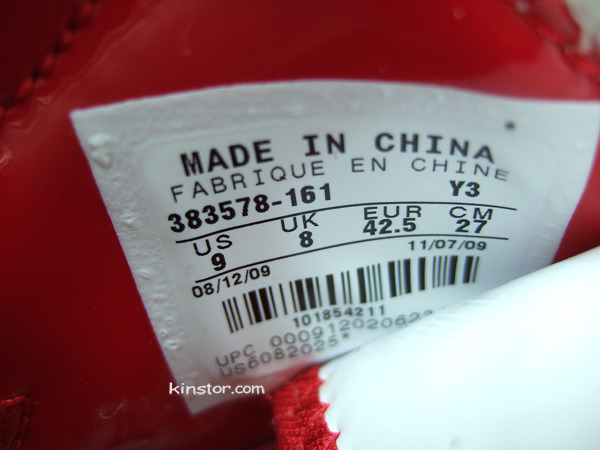 MADE IN CHINA
FABRIQUE EN CHINE
383578-161 Y3
US UK EUR CM
9 8 42.5 27
08/12/09 11/07/09
101854211
UPC
US6082025*
kinstor.com